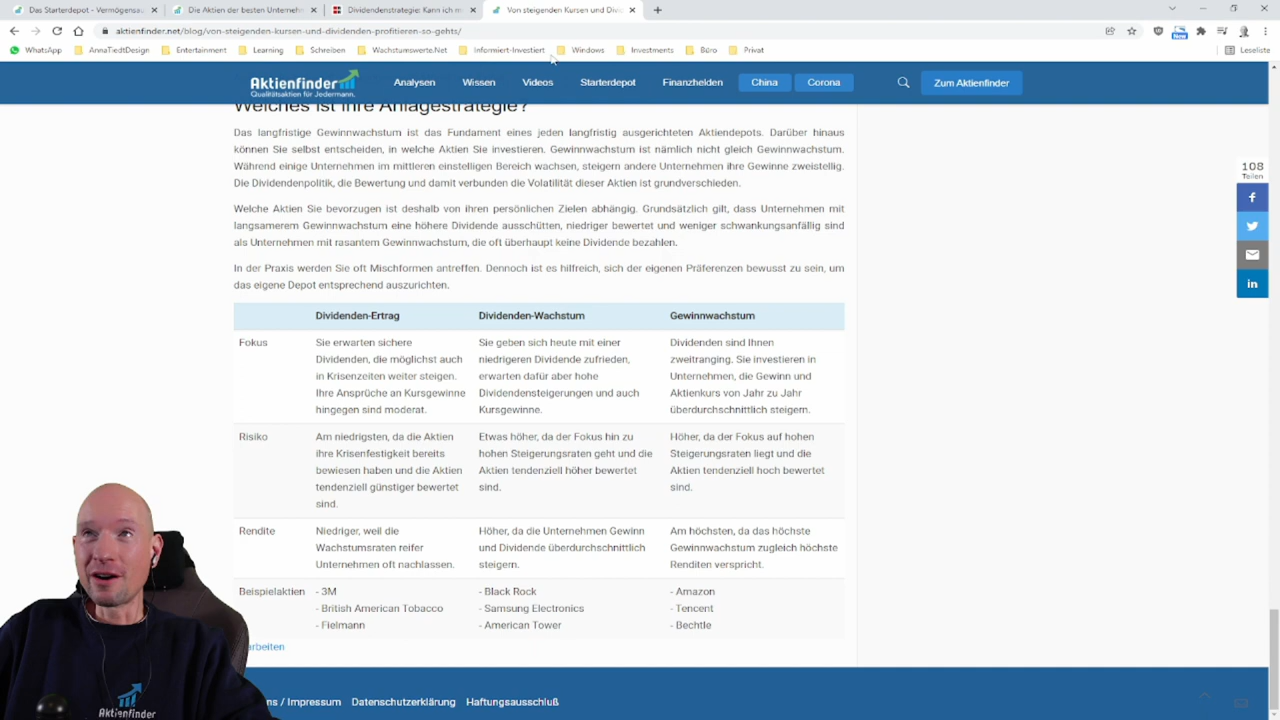 Das Starterdepot - Vermögensau
Die Aktien der besten Unternehm
Dividendenstrategie: Kann ich m
Von steigenden Kursen und Divid
aktienfinder.net/blog/von-steigenden-kursen-und-dividenden-profitieren-so-gehts/
New
WhatsApp
AnnaTiedtDesign
Entertainment
Learning
Schreiben
Wachstumswerte.Net
Informiert-Investiert
Windows
Investments
Büro
Privat
Leseliste
Aktienfinder
Qualitätsaktien für Jedermann.
Analysen
Wissen
Videos
Starterdepot
Finanzhelden
China
Corona
Zum Aktienfinder
Welches ist Ihre Anlagestrategie?
Das langfristige Gewinnwachstum ist das Fundament eines jeden langfristig ausgerichteten Aktiendepots. Darüber hinaus
können Sie selbst entscheiden, in welche Aktien Sie investieren. Gewinnwachstum ist nämlich nicht gleich Gewinnwachstum.
Während einige Unternehmen im mittleren einstelligen Bereich wachsen, steigern andere Unternehmen ihre Gewinne zweistellig.
Die Dividendenpolitik, die Bewertung und damit verbunden die Volatilität dieser Aktien ist grundverschieden.
Welche Aktien Sie bevorzugen ist deshalb von ihren persönlichen Zielen abhängig. Grundsätzlich gilt, dass Unternehmen mit
langsamerem Gewinnwachstum eine höhere Dividende ausschütten, niedriger bewertet und weniger schwankungsanfällig sind
als Unternehmen mit rasantem Gewinnwachstum, die oft überhaupt keine Dividende bezahlen.
In der Praxis werden Sie oft Mischformen antreffen. Dennoch ist es hilfreich, sich der eigenen Präferenzen bewusst zu sein, um
das eigene Depot entsprechend auszurichten.
108
Teilen
Dividenden-Ertrag
Dividenden-Wachstum
Gewinnwachstum
Fokus
Sie erwarten sichere
Dividenden, die möglichst auch
in Krisenzeiten weiter steigen.
Ihre Ansprüche an Kursgewinne
hingegen sind moderat.
Sie geben sich heute mit einer
niedrigeren Dividende zufrieden,
erwarten dafür aber hohe
Dividendensteigerungen und auch
Kursgewinne.
Dividenden sind Ihnen
zweitranging. Sie investieren in
Unternehmen, die Gewinn und
Aktienkurs von Jahr zu Jahr
überdurchschnittlich steigern.
Risiko
Am niedrigsten, da die Aktien
ihre Krisenfestigkeit bereits
bewiesen haben und die Aktien
tendenziell günstiger bewertet
sind.
Etwas höher, da der Fokus hin zu
hohen Steigerungsraten geht und die
Aktien tendenziell höher bewertet
sind.
Höher, da der Fokus auf hohen
Steigerungsraten liegt und die
Aktien tendenziell hoch bewertet
sind.
Rendite
Niedriger, weil die
Wachstumsraten reifer
Unternehmen oft nachlassen.
Höher, da die Unternehmen Gewinn
und Dividende überdurchschnittlich
steigern.
Am höchsten, da das höchste
Gewinnwachstum zugleich höchste
Renditen verspricht.
Beispielaktien
- 3M
- British American Tobacco
- Fielmann
- Black Rock
- Samsung Electronics
- American Tower
- Amazon
- Tencent
- Bechtle
arbeiten
ns / Impressum
Datenschutzerklärung
Haftungsausschluß
Aktienfinder